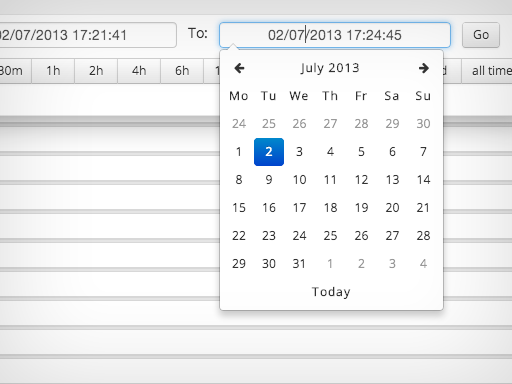 02/07/2013 17:21:41 To: 02/07/2013 17:24:45 Go
30m 1h 2h 4h 6h all time
July 2013
Mo Tu We Th Fr Sa Su
24 25 26 27 28 29 30
1 2 3 4 5 6 7
8 9 10 11 12 13 14
15 16 17 18 19 20 21
22 23 24 25 26 27 28
29 30 31 1 2 3 4
Today